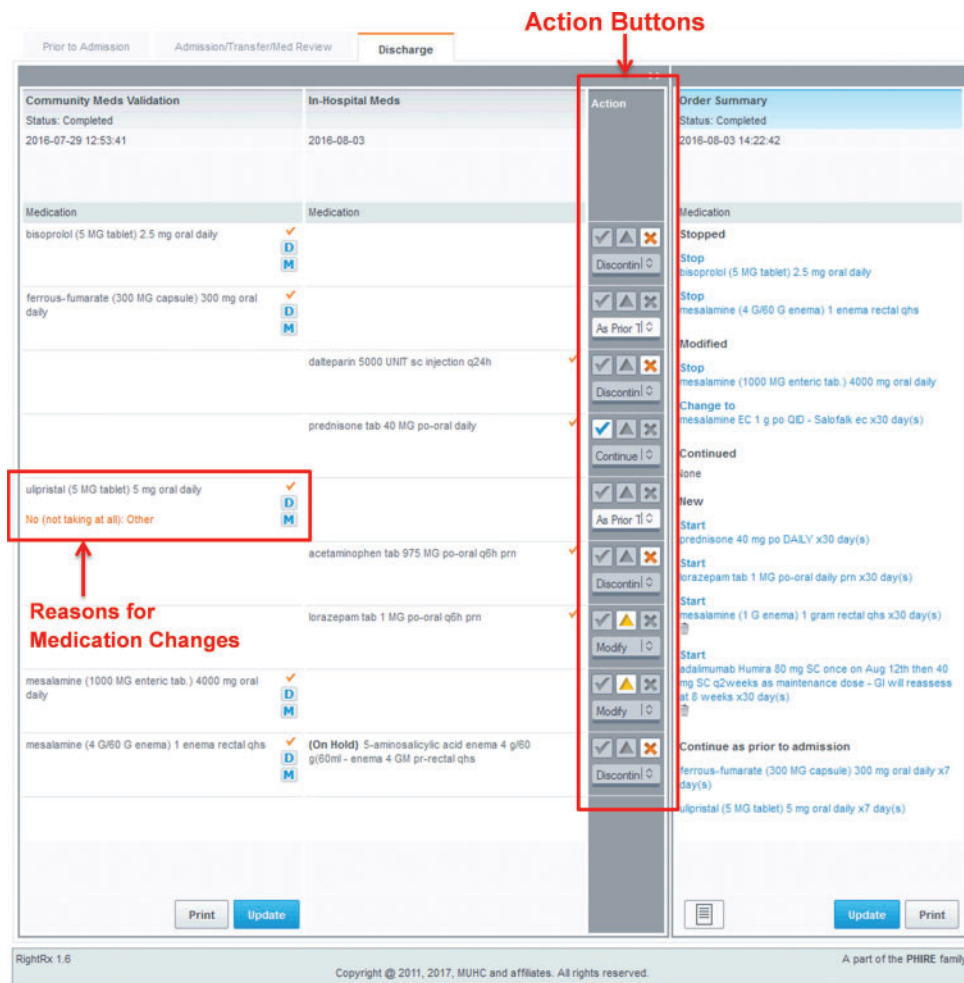 Action Buttons
Prior to Admission
Admission/Transfer/Med Review
Discharge
Community Meds Validation
Status: Completed
2016-07-29 12:53:41
In-Hospital Meds
2016-08-03
Action
Order Summary
Status: Completed
2016-08-03 14:22:42
Medication
Medication
Medication
bisoprolol (5 MG tablet) 2.5 mg oral daily
D
M
Discontin
ferrous-fumarate (300 MG capsule) 300 mg oral
daily
D
M
As Prior T
dalteparin 5000 UNIT sc injection q24h
Discontin
prednisone tab 40 MG po-oral daily
Continue
ulipristal (5 MG tablet) 5 mg oral daily
No (not taking at all): Other
D
M
As Prior T
acetaminophen tab 975 MG po-oral q6h prn
Discontin
Reasons for
Medication Changes
lorazepam tab 1 MG po-oral q6h prn
Modify
mesalamine (1000 MG enteric tab.) 4000 mg oral
daily
D
M
Modify
mesalamine (4 G/60 G enema) 1 enema rectal qhs
D
M
(On Hold) 5-aminosalicylic acid enema 4 g/60
g(60ml - enema 4 GM pr-rectal qhs
Discontin
Stopped
Stop
bisoprolol (5 MG tablet) 2.5 mg oral daily
Stop
mesalamine (4 G/60 G enema) 1 enema rectal qhs
Modified
Stop
mesalamine (1000 MG enteric tab.) 4000 mg oral daily
Change to
mesalamine EC 1 g po QID - Salofalk ec x30 day(s)
Continued
None
New
Start
prednisone 40 mg po DAILY x30 day(s)
Start
lorazepam tab 1 MG po-oral daily prn x30 day(s)
Start
mesalamine (1 G enema) 1 gram rectal qhs x30 day(s)
Start
adalimumab Humira 80 mg SC once on Aug 12th then 40
mg SC q2weeks as maintenance dose - GI will reassess
at 8 weeks x30 day(s)
Continue as prior to admission
ferrous-fumarate (300 MG capsule) 300 mg oral daily x7
day(s)
ulipristal (5 MG tablet) 5 mg oral daily x7 day(s)
Print
Update
Update
Print
RightRx 1.6
A part of the PHIRE family
Copyright @ 2011, 2017, MUHC and affiliates. All rights reserved.